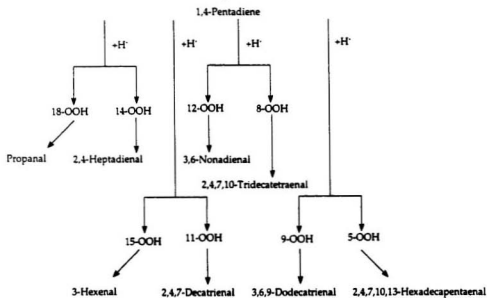 1,4-Pentadiene
+H· +H· +H· +H·
18-OOH 14-OOH 12-OOH 8-OOH
Propanal 2,4-Heptadienal 3,6-Nonadienal
2,4,7,10-Tridecatetraenal
15-OOH 11-OOH 9-OOH 5-OOH
3-Hexenal 2,4,7-Decatrienal 3,6,9-Dodecatrienal 2,4,7,10,13-Hexadecapentaenal